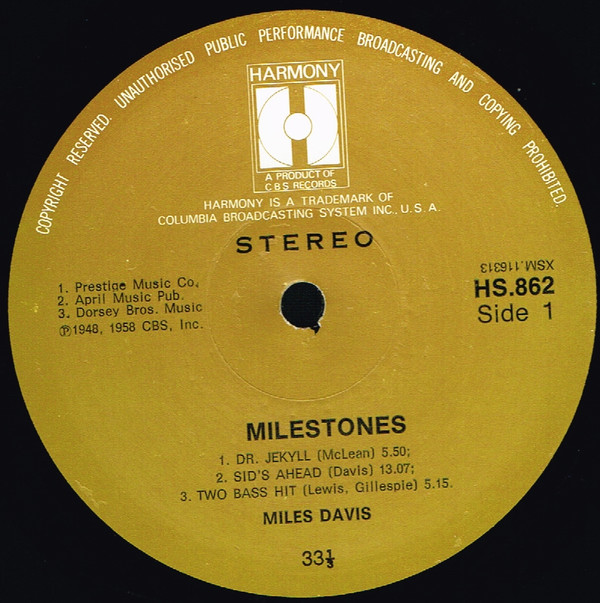 COPYRIGHT RESERVED. UNAUTHORISED PUBLIC PERFORMANCE BROADCASTING AND COPYING PROHIBITED.
HARMONY
A PRODUCT OF
CBS RECORDS
HARMONY IS A TRADEMARK OF
COLUMBIA BROADCASTING SYSTEM INC., U.S.A.
STEREO
1. Prestige Music Co.
2. April Music Pub.
3. Dorsey Bros. Music
℗1948, 1958 CBS, Inc.
XSM.116313
HS.862
Side 1
MILESTONES
1. DR. JEKYLL (McLean) 5.50;
2. SID'S AHEAD (Davis) 13.07;
3. TWO BASS HIT (Lewis, Gillespie) 5.15.
MILES DAVIS
33⅓